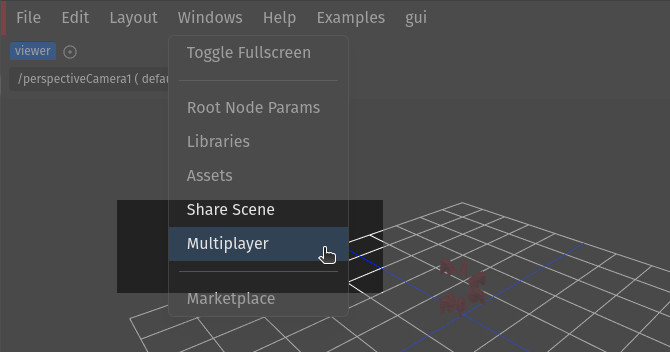 File Edit Layout Windows Help Examples gui
viewer
/perspectiveCamera1 ( defau
Toggle Fullscreen
Root Node Params
Libraries
Assets
Share Scene
Multiplayer
Marketplace